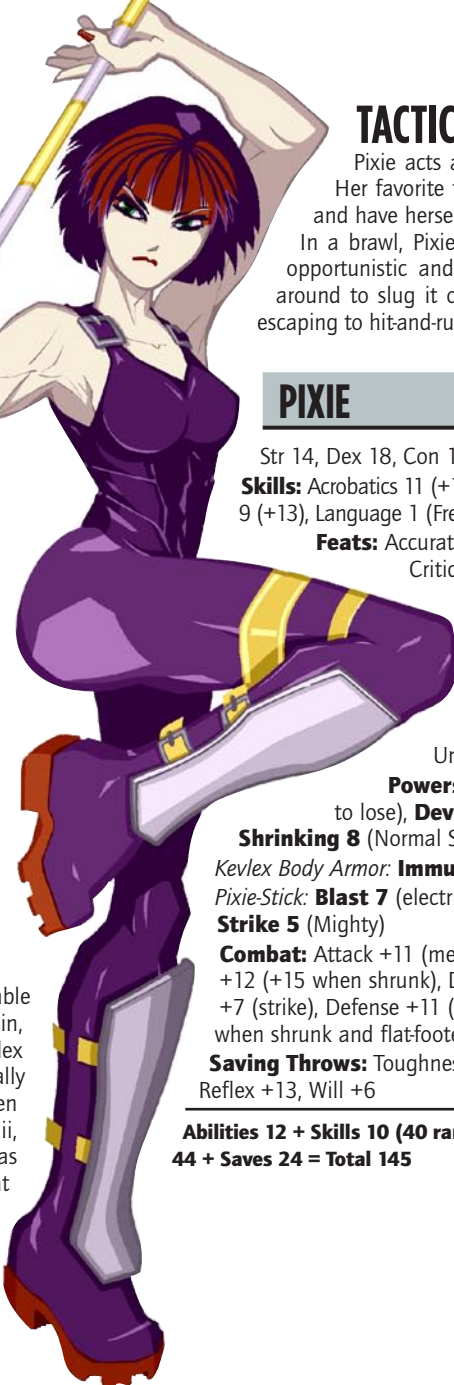 TACTIC
Pixie acts a
Her favorite
and have herse
In a brawl, Pixie
opportunistic and
around to slug it
escaping to hit-and-ru
PIXIE
Str 14, Dex 18, Con 1
Skills: Acrobatics 11 (+1
9 (+13), Language 1 (Fre
Feats: Accurat
Critic
Un
Powers
to lose), Dev
Shrinking 8 (Normal S
Kevlex Body Armor: Immu
Pixie-Stick: Blast 7 (electr
Strike 5 (Mighty)
Combat: Attack +11 (me
+12 (+15 when shrunk), D
+7 (strike), Defense +11 (
when shrunk and flat-foote
Saving Throws: Toughnes
Reflex +13, Will +6
Abilities 12 + Skills 10 (40 ran
44 + Saves 24 = Total 145
ble
in,
lex
ally
en
ii,
as
at